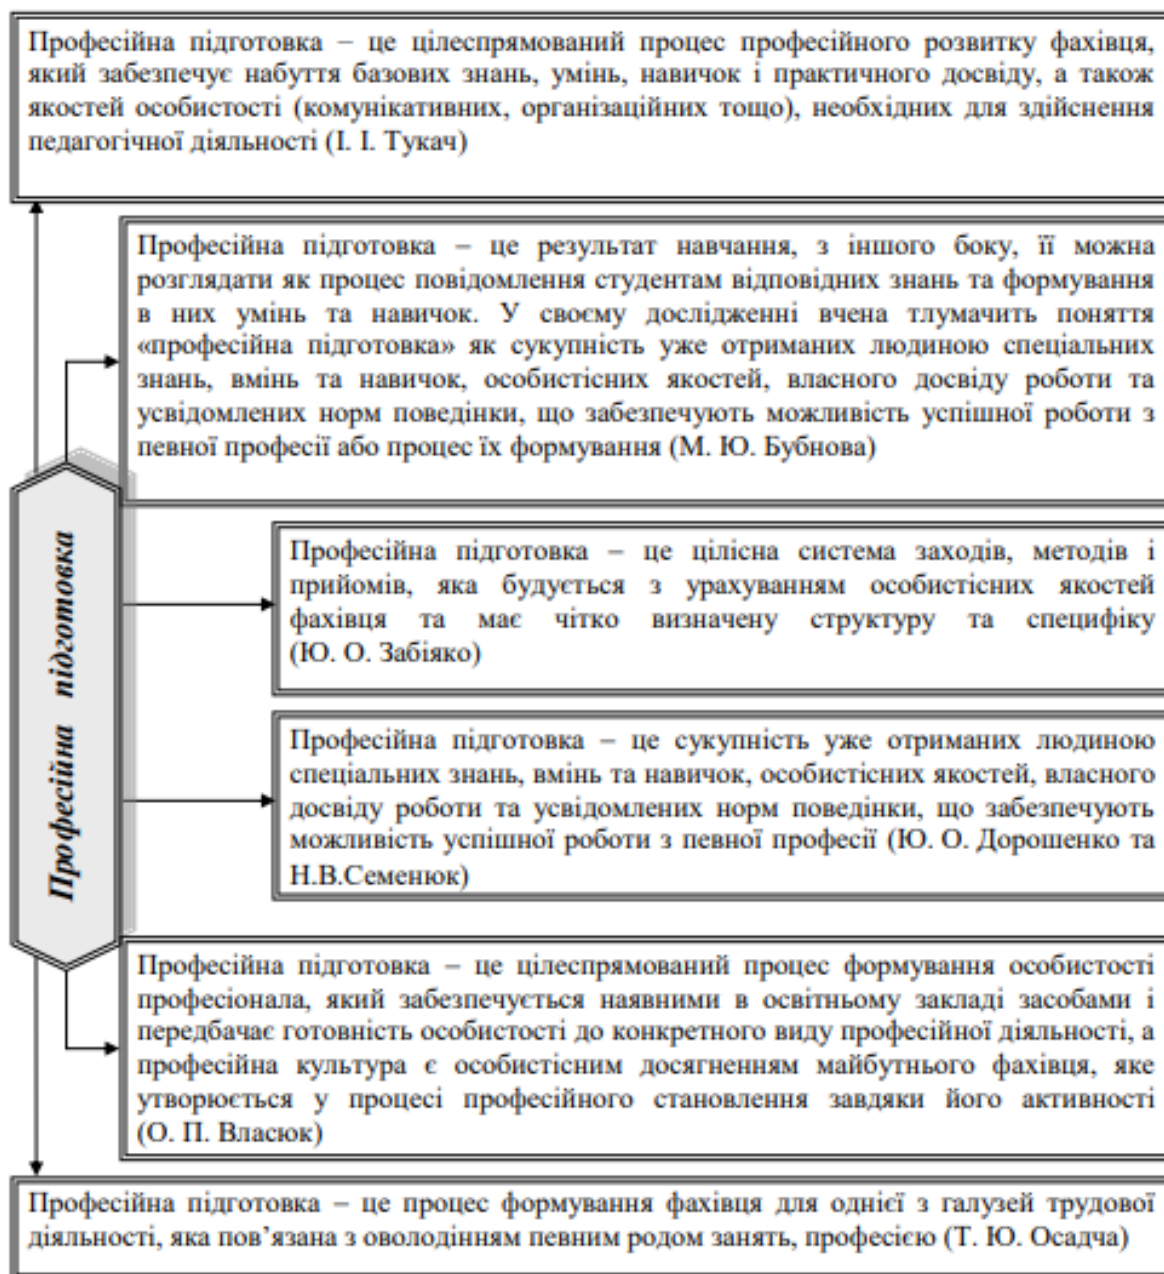 Професійна підготовка – це цілеспрямований процес професійного розвитку фахівця,
який забезпечує набуття базових знань, умінь, навичок і практичного досвіду, а також
якостей особистості (комунікативних, організаційних тощо), необхідних для здійснення
педагогічної діяльності (І. І. Тукач)
Професійна підготовка – це результат навчання, з іншого боку, її можна
розглядати як процес повідомлення студентам відповідних знань та формування
в них умінь та навичок. У своєму дослідженні вчена тлумачить поняття
«професійна підготовка» як сукупність уже отриманих людиною спеціальних
знань, вмінь та навичок, особистісних якостей, власного досвіду роботи та
усвідомлених норм поведінки, що забезпечують можливість успішної роботи з
певної професії або процес їх формування (М. Ю. Бубнова)
Професійна підготовка
Професійна підготовка – це цілісна система заходів, методів і
прийомів, яка будується з урахуванням особистісних якостей
фахівця та має чітко визначену структуру та специфіку
(Ю. О. Забіяко)
Професійна підготовка – це сукупність уже отриманих людиною
спеціальних знань, вмінь та навичок, особистісних якостей, власного
досвіду роботи та усвідомлених норм поведінки, що забезпечують
можливість успішної роботи з певної професії (Ю. О. Дорошенко та
Н.В.Семенюк)
Професійна підготовка – це цілеспрямований процес формування особистості
професіонала, який забезпечується наявними в освітньому закладі засобами і
передбачає готовність особистості до конкретного виду професійної діяльності, а
професійна культура є особистісним досягненням майбутнього фахівця, яке
утворюється у процесі професійного становлення завдяки його активності
(О. П. Власюк)
Професійна підготовка – це процес формування фахівця для однієї з галузей трудової
діяльності, яка пов’язана з оволодінням певним родом занять, професією (Т. Ю. Осадча)